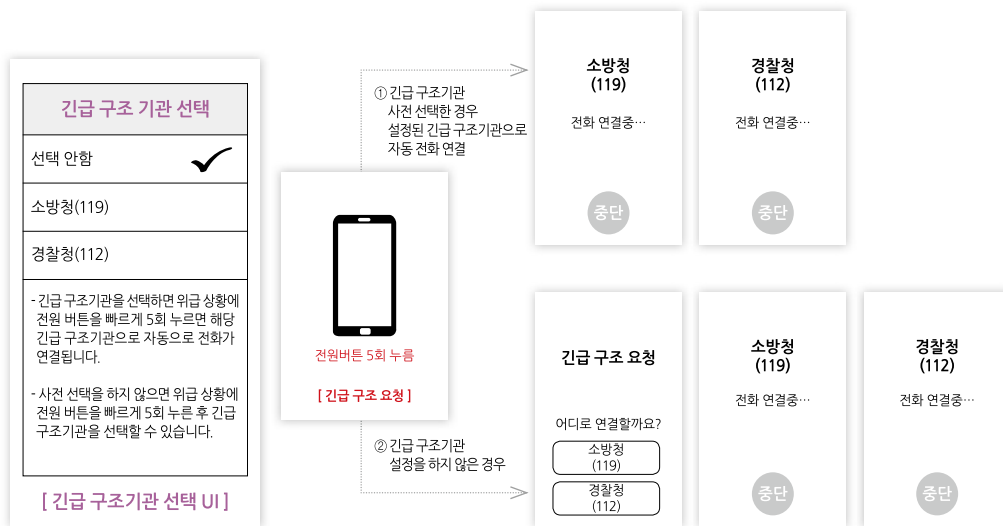 긴급 구조 기관 선택
선택 안함
소방청(119)
경찰청(112)
- 긴급 구조기관을 선택하면 위급 상황에
전원 버튼을 빠르게 5회 누르면 해당
긴급 구조기관으로 자동으로 전화가
연결됩니다.
- 사전 선택을 하지 않으면 위급 상황에
전원 버튼을 빠르게 5회 누른 후 긴급
구조기관을 선택할 수 있습니다.
[ 긴급 구조기관 선택 UI ]
전원버튼 5회 누름
[ 긴급 구조 요청 ]
① 긴급 구조기관
사전 선택한 경우
설정된 긴급 구조기관으로
자동 전화 연결
소방청
(119)
전화 연결중…
중단
경찰청
(112)
전화 연결중…
중단
② 긴급 구조기관
설정을 하지 않은 경우
긴급 구조 요청
어디로 연결할까요?
소방청
(119)
경찰청
(112)
소방청
(119)
전화 연결중…
중단
경찰청
(112)
전화 연결중…
중단